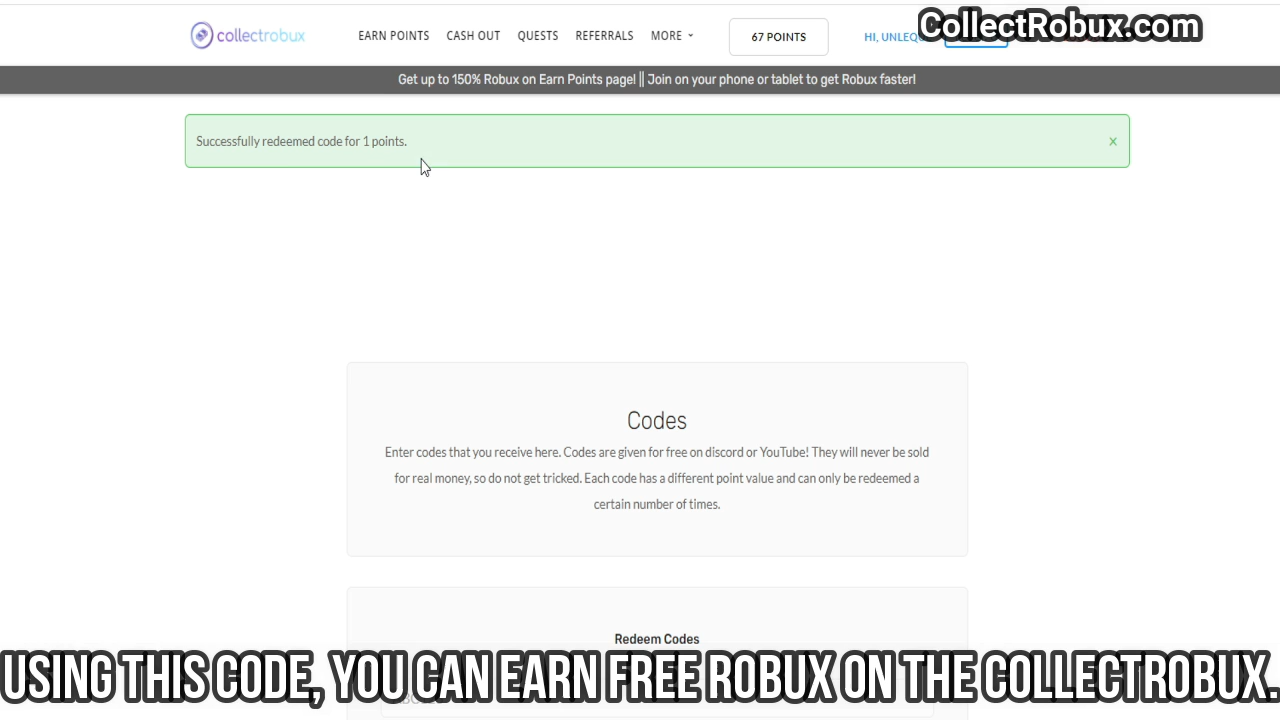 CollectRobux.com
collectrobux EARN POINTS CASH OUT QUESTS REFERRALS MORE 67 POINTS HI, UNLEQU
Get up to 150% Robux on Earn Points page! || Join on your phone or tablet to get Robux faster!
Successfully redeemed code for 1 points. X
Codes
Enter codes that you receive here. Codes are given for free on discord or YouTube! They will never be sold
for real money, so do not get tricked. Each code has a different point value and can only be redeemed a
certain number of times.
Redeem Codes
USING THIS CODE, YOU CAN EARN FREE ROBUX ON THE COLLECTROBUX.